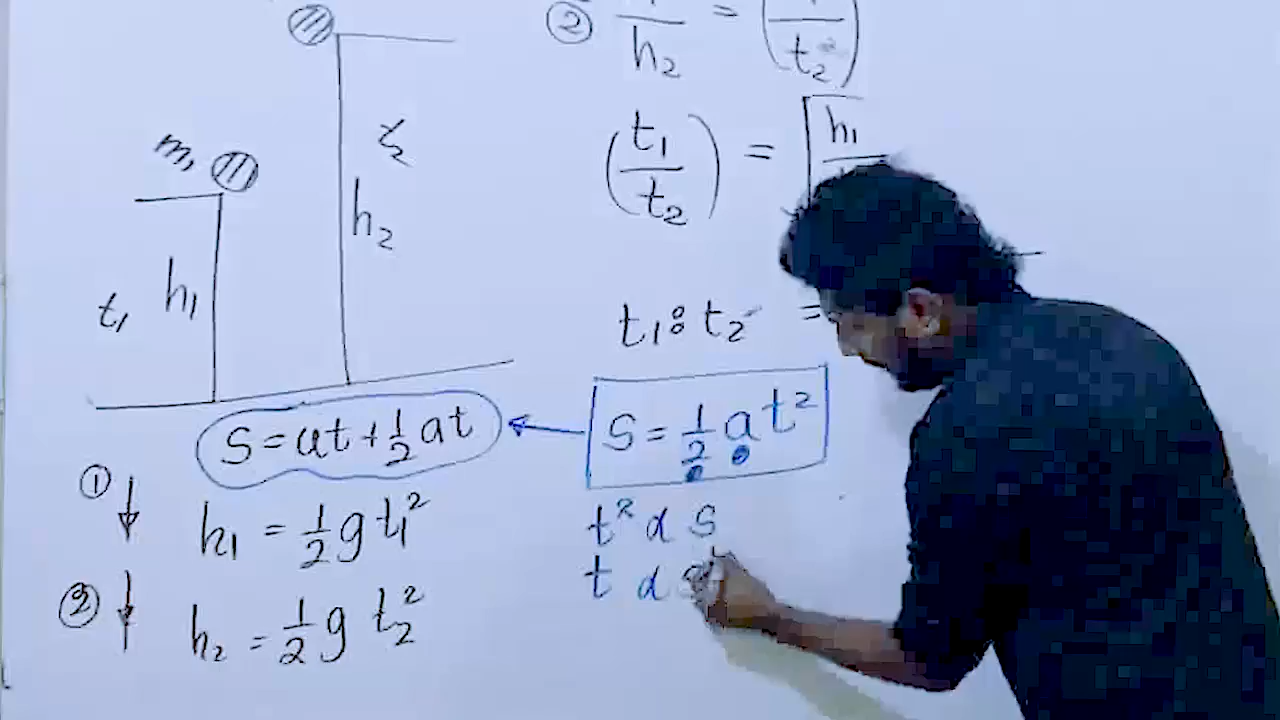 ② h₂ = ( / t₂²)
m₁
t₂
(t₁/t₂) = √h₁
h₂
h₁
t₁
t₁ : t₂ =
S = ut + ½ at
S = ½ a t²
① ↓ h₁ = ½ g t₁²
t² α S
② ↓ h₂ = ½ g t₂²
t α S